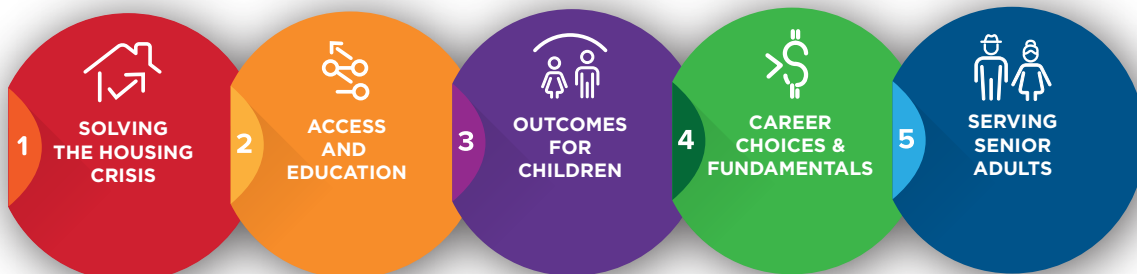 1
SOLVING
THE HOUSING
CRISIS
2
ACCESS
AND
EDUCATION
3
OUTCOMES
FOR
CHILDREN
4
CAREER
CHOICES &
FUNDAMENTALS
5
SERVING
SENIOR
ADULTS